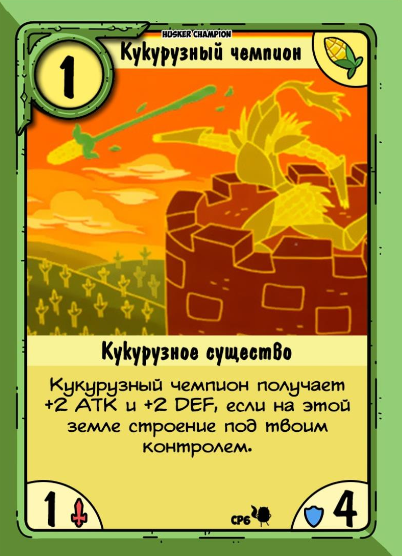 HUSKER CHAMPION
Кукурузный чемпион
1
Кукурузное существо
Кукурузный чемпион получает
+2 АТК и +2 DEF, если на этой
земле строение под твоим
контролем.
1
CP6
4